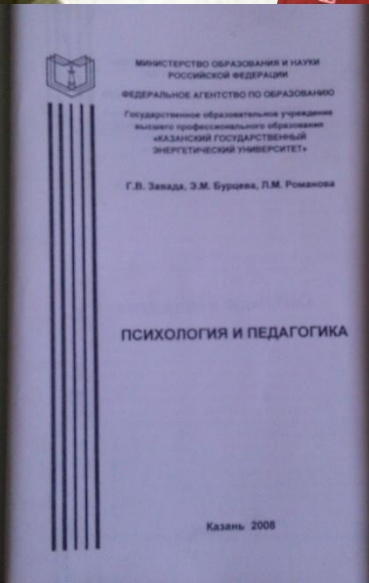 МИНИСТЕРСТВО ОБРАЗОВАНИЯ И НАУКИ
РОССИЙСКОЙ ФЕДЕРАЦИИ
ФЕДЕРАЛЬНОЕ АГЕНТСТВО ПО ОБРАЗОВАНИЮ
Государственное образовательное учреждение
высшего профессионального образования
«КАЗАНСКИЙ ГОСУДАРСТВЕННЫЙ
ЭНЕРГЕТИЧЕСКИЙ УНИВЕРСИТЕТ»
Г.В. Завада, Э.М. Бурцева, Л.М. Романова
ПСИХОЛОГИЯ И ПЕДАГОГИКА
Казань 2008